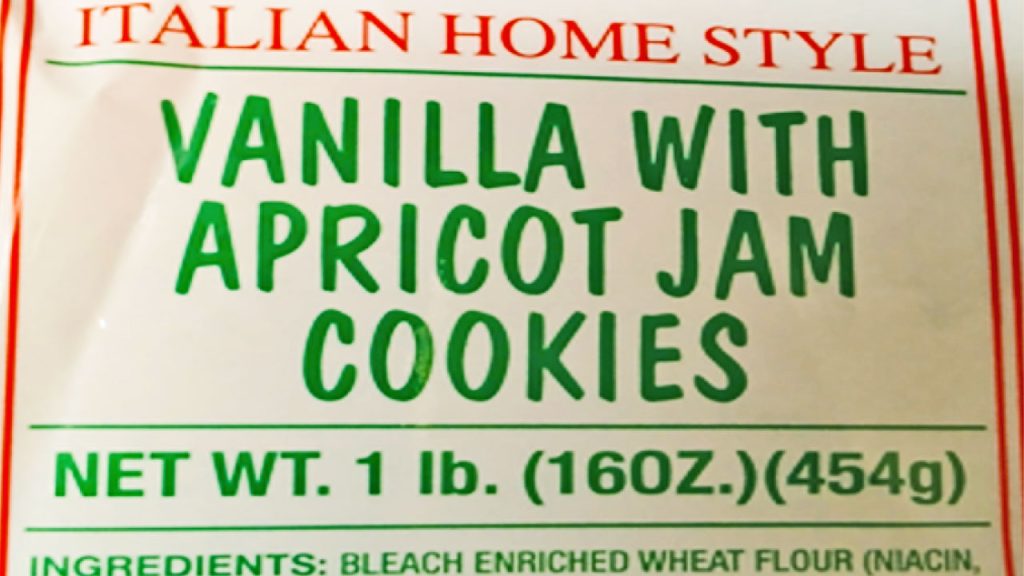 ITALIAN HOME STYLE
VANILLA WITH
APRICOT JAM
COOKIES
NET WT. 1 lb. (16OZ.)(454g)
INGREDIENTS: BLEACH ENRICHED WHEAT FLOUR (NIACIN,